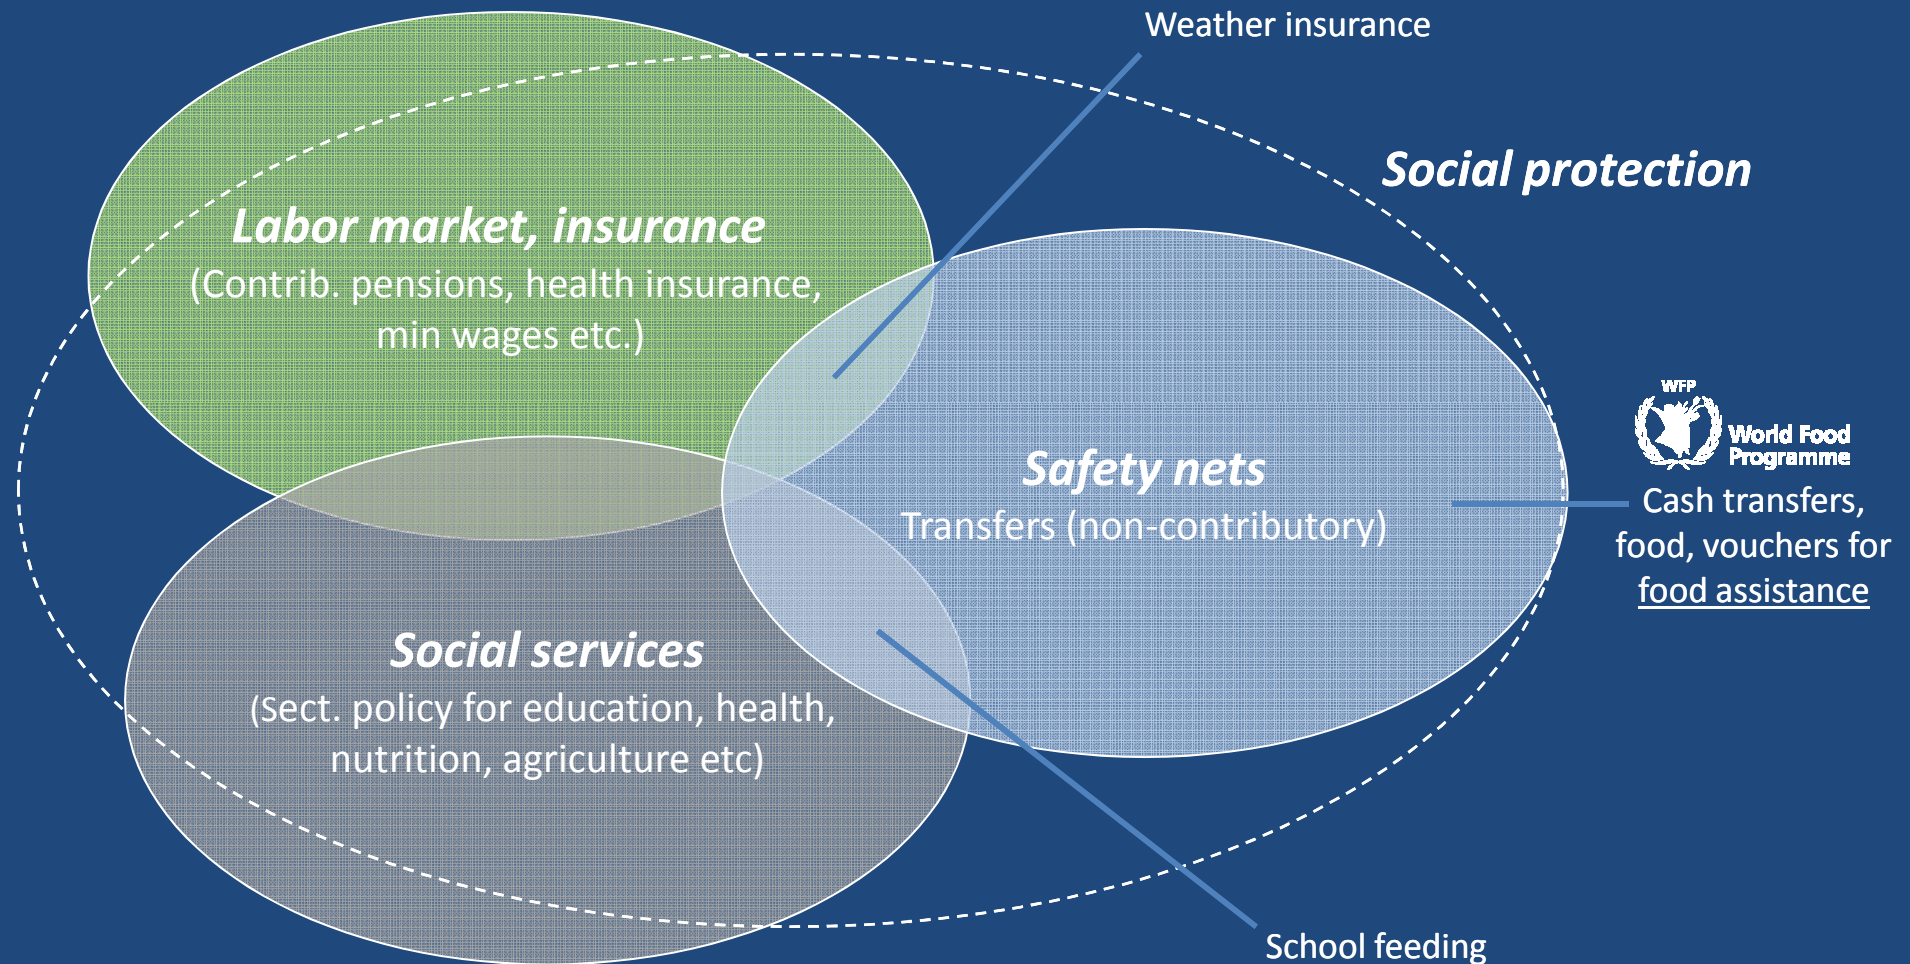 Weather insurance
Social protection
Labor market, insurance
(Contrib. pensions, health insurance,
min wages etc.)
WFP
World Food
Programme
Safety nets
Transfers (non-contributory)
Cash transfers,
food, vouchers for
food assistance
Social services
(Sect. policy for education, health,
nutrition, agriculture etc)
School feeding